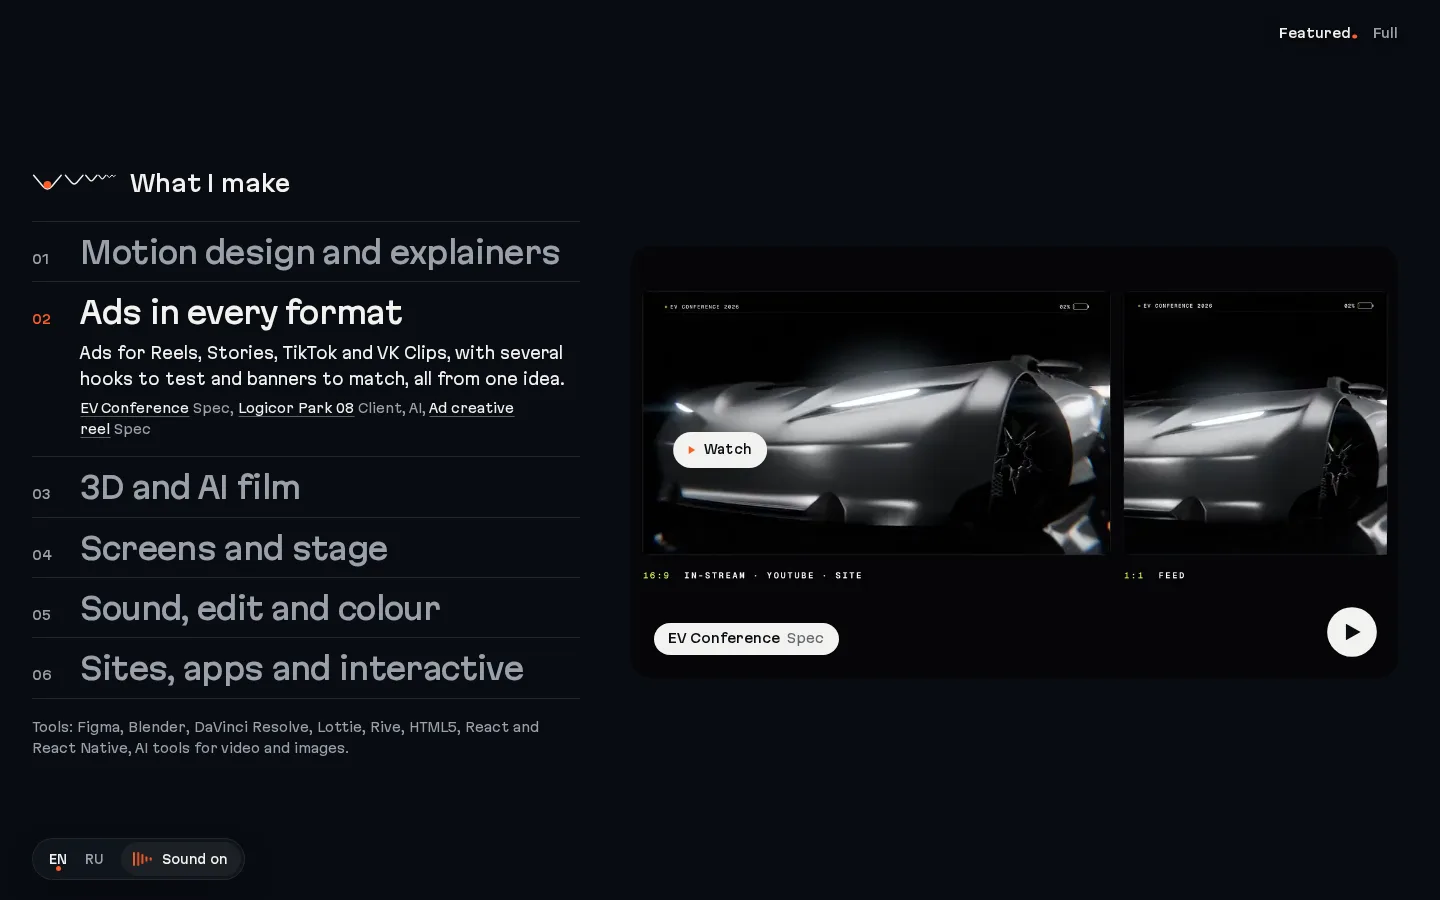 Featured. Full
What I make
01 Motion design and explainers
02 Ads in every format
Ads for Reels, Stories, TikTok and VK Clips, with several
hooks to test and banners to match, all from one idea.
EV Conference Spec, Logicor Park 08 Client, AI, Ad creative
reel Spec
03 3D and AI film
04 Screens and stage
05 Sound, edit and colour
06 Sites, apps and interactive
Tools: Figma, Blender, DaVinci Resolve, Lottie, Rive, HTML5, React and
React Native, AI tools for video and images.
EV CONFERENCE 2026 02%
EV CONFERENCE 2026 02%
Watch
16:9 IN-STREAM · YOUTUBE · SITE
1:1 FEED
EV Conference Spec
EN RU Sound on